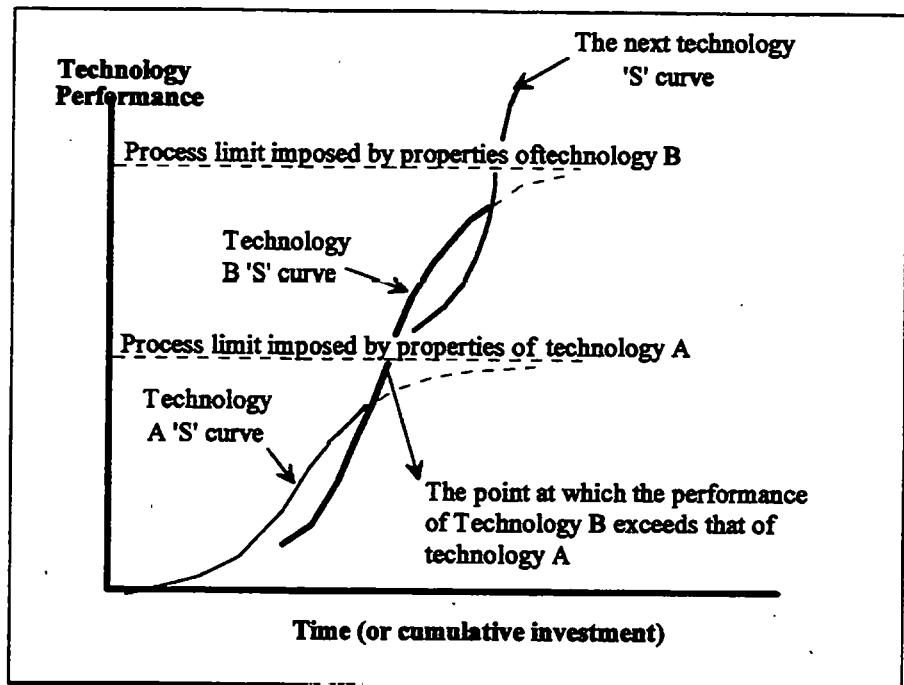 The next technology
'S' curve
Technology
Performance
Process limit imposed by properties oftechnology B
Technology
B 'S' curve
Process limit imposed by properties of technology A
Technology
A 'S' curve
The point at which the performance
of Technology B exceeds that of
technology A
Time (or cumulative investment)